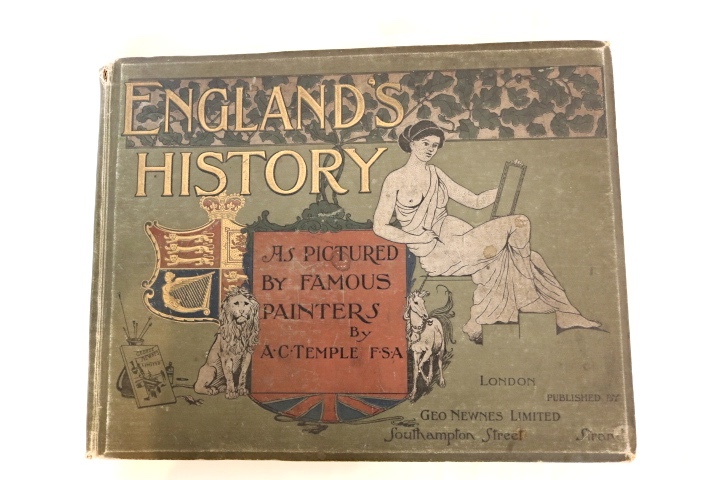 ENGLAND'S
HISTORY
AS PICTURED
BY FAMOUS
PAINTERS
BY
A·C·TEMPLE F·S·A
LONDON
PUBLISHED BY
GEO NEWNES LIMITED
Southampton Street Strand